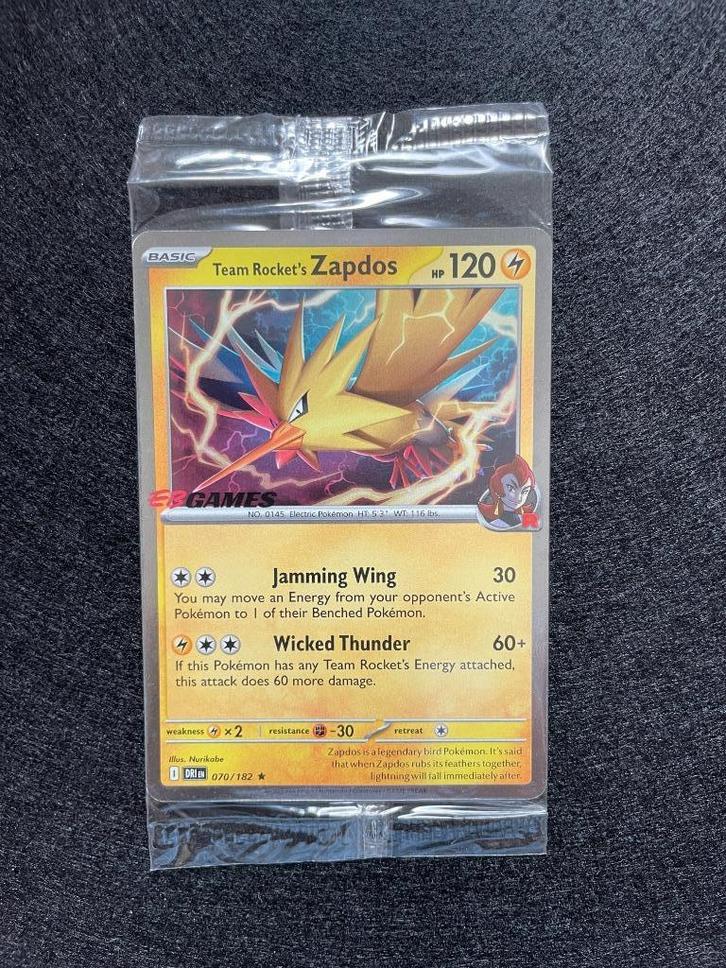 BASIC Team Rocket's Zapdos HP 120
EBGAMES
NO. 0145 Electric Pokémon HT: 5'3" WT: 116 lbs.
R
Jamming Wing 30
You may move an Energy from your opponent's Active
Pokémon to 1 of their Benched Pokémon.
Wicked Thunder 60+
If this Pokémon has any Team Rocket's Energy attached,
this attack does 60 more damage.
weakness ×2 resistance -30 retreat
Illus. Nurikabe
Zapdos is a legendary bird Pokémon. It's said
that when Zapdos rubs its feathers together,
lightning will fall immediately after.
I DRI EN 070/182